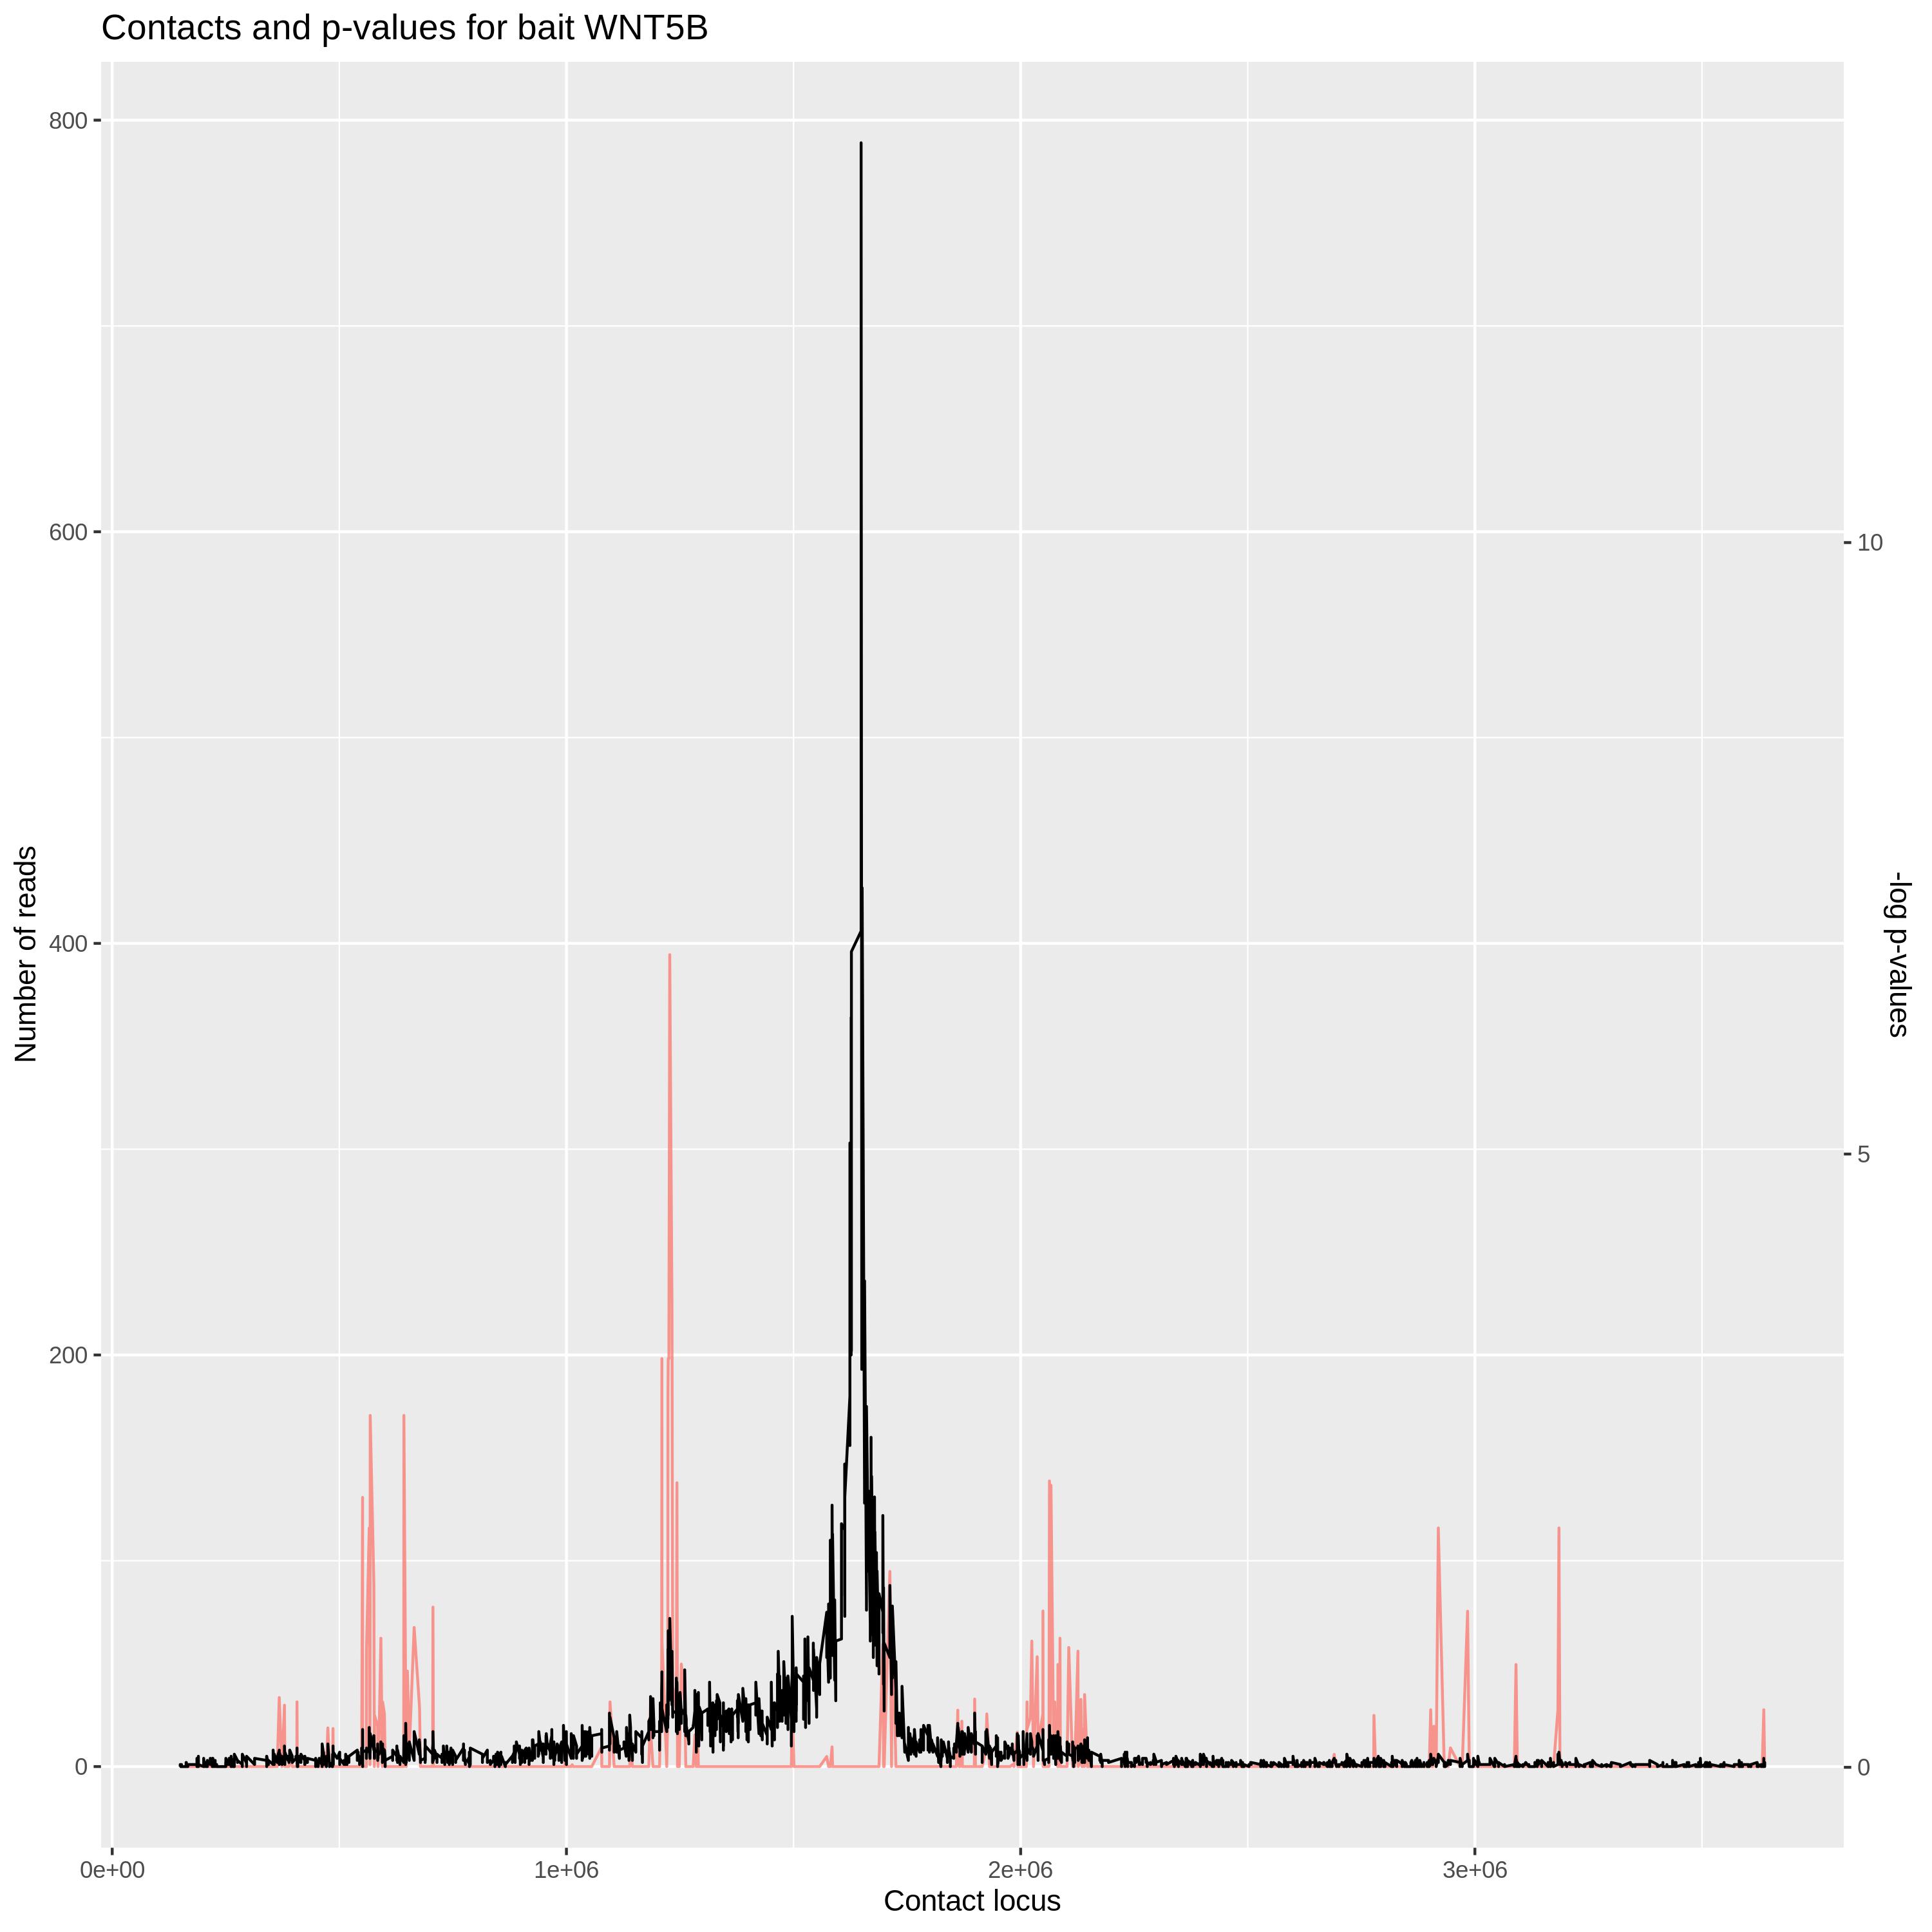 Contacts and p-values for bait WNT5B
800
600
400
200
0
10
5
0
Number of reads
-log p-values
0e+00
1e+06
2e+06
3e+06
Contact locus